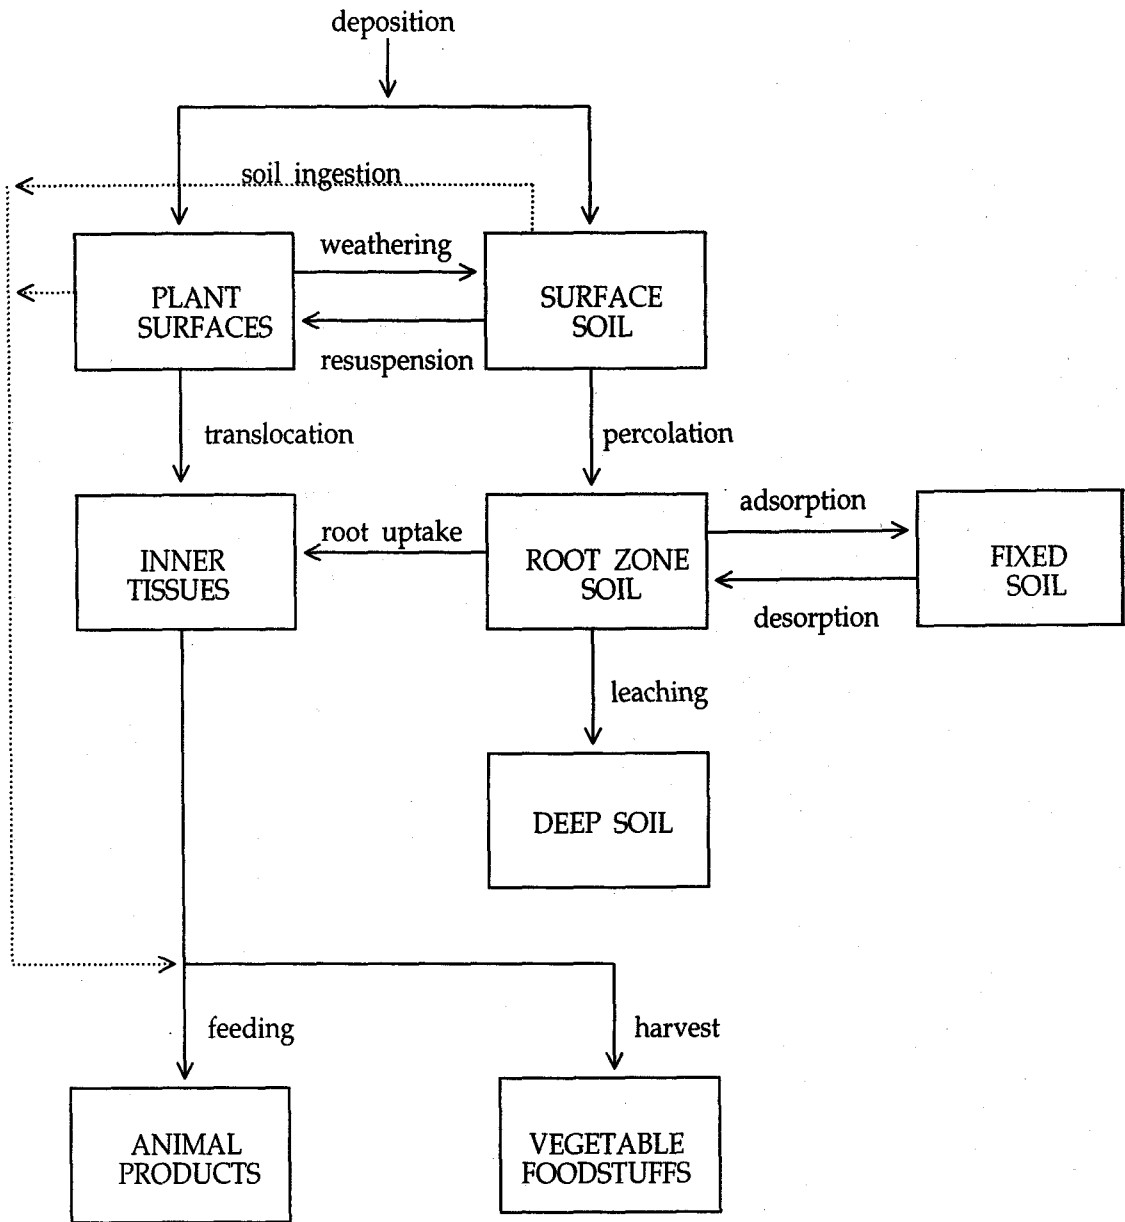 deposition
soil ingestion
weathering
PLANT
SURFACES
SURFACE
SOIL
resuspension
translocation
percolation
adsorption
root uptake
INNER
TISSUES
ROOT ZONE
SOIL
FIXED
SOIL
desorption
leaching
DEEP SOIL
feeding
harvest
ANIMAL
PRODUCTS
VEGETABLE
FOODSTUFFS